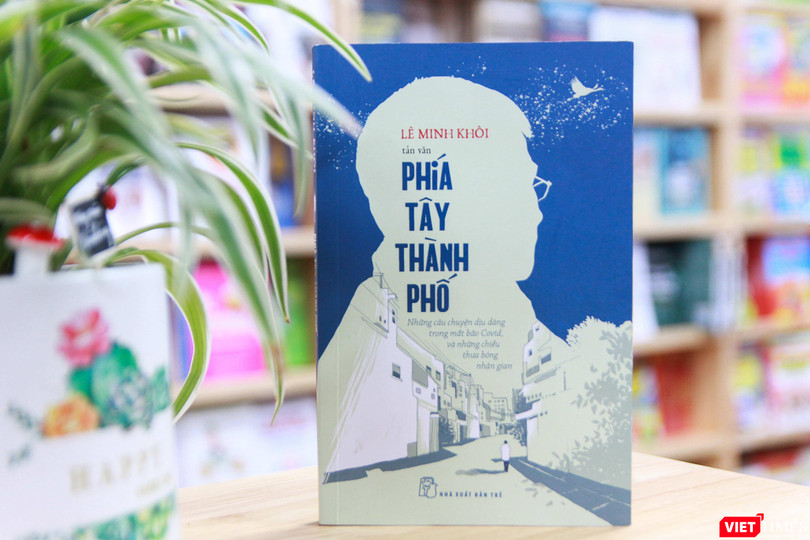 LÊ MINH KHÔI
tản văn
PHÍA
TÂY
THÀNH
PHỐ
Những câu chuyện dịu dàng
trong mắt bão Covid,
và những chiều
thưa bóng
nhân gian
NHÀ XUẤT BẢN TRẺ
HAPPY
VIET